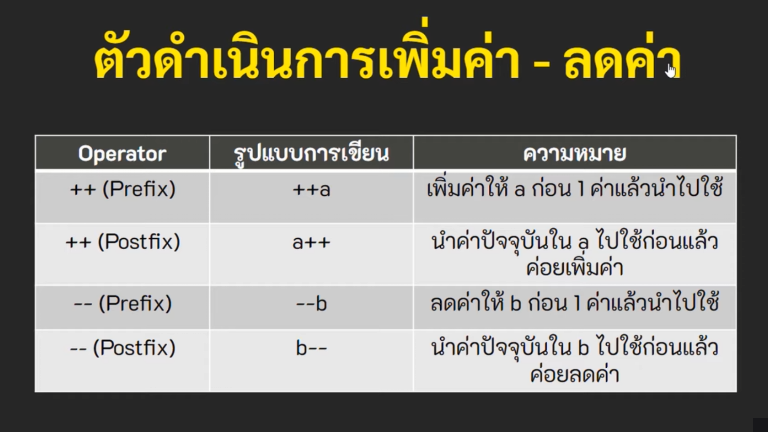 ตัวดำเนินการเพิ่มค่า - ลดค่า
Operator รูปแบบการเขียน ความหมาย
++ (Prefix) ++a เพิ่มค่าให้ a ก่อน 1 ค่าแล้วนำไปใช้
++ (Postfix) a++ นำค่าปัจจุบันใน a ไปใช้ก่อนแล้ว
ค่อยเพิ่มค่า
-- (Prefix) --b ลดค่าให้ b ก่อน 1 ค่าแล้วนำไปใช้
-- (Postfix) b-- นำค่าปัจจุบันใน b ไปใช้ก่อนแล้ว
ค่อยลดค่า